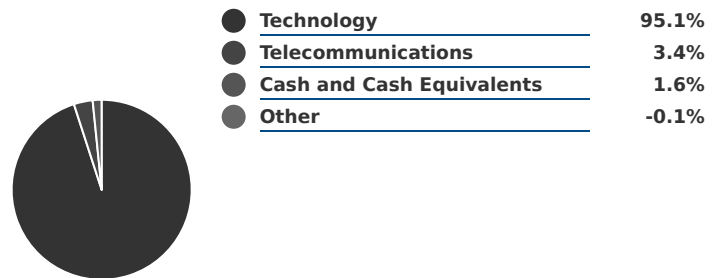 Technology 95.1%
Telecommunications 3.4%
Cash and Cash Equivalents 1.6%
Other -0.1%